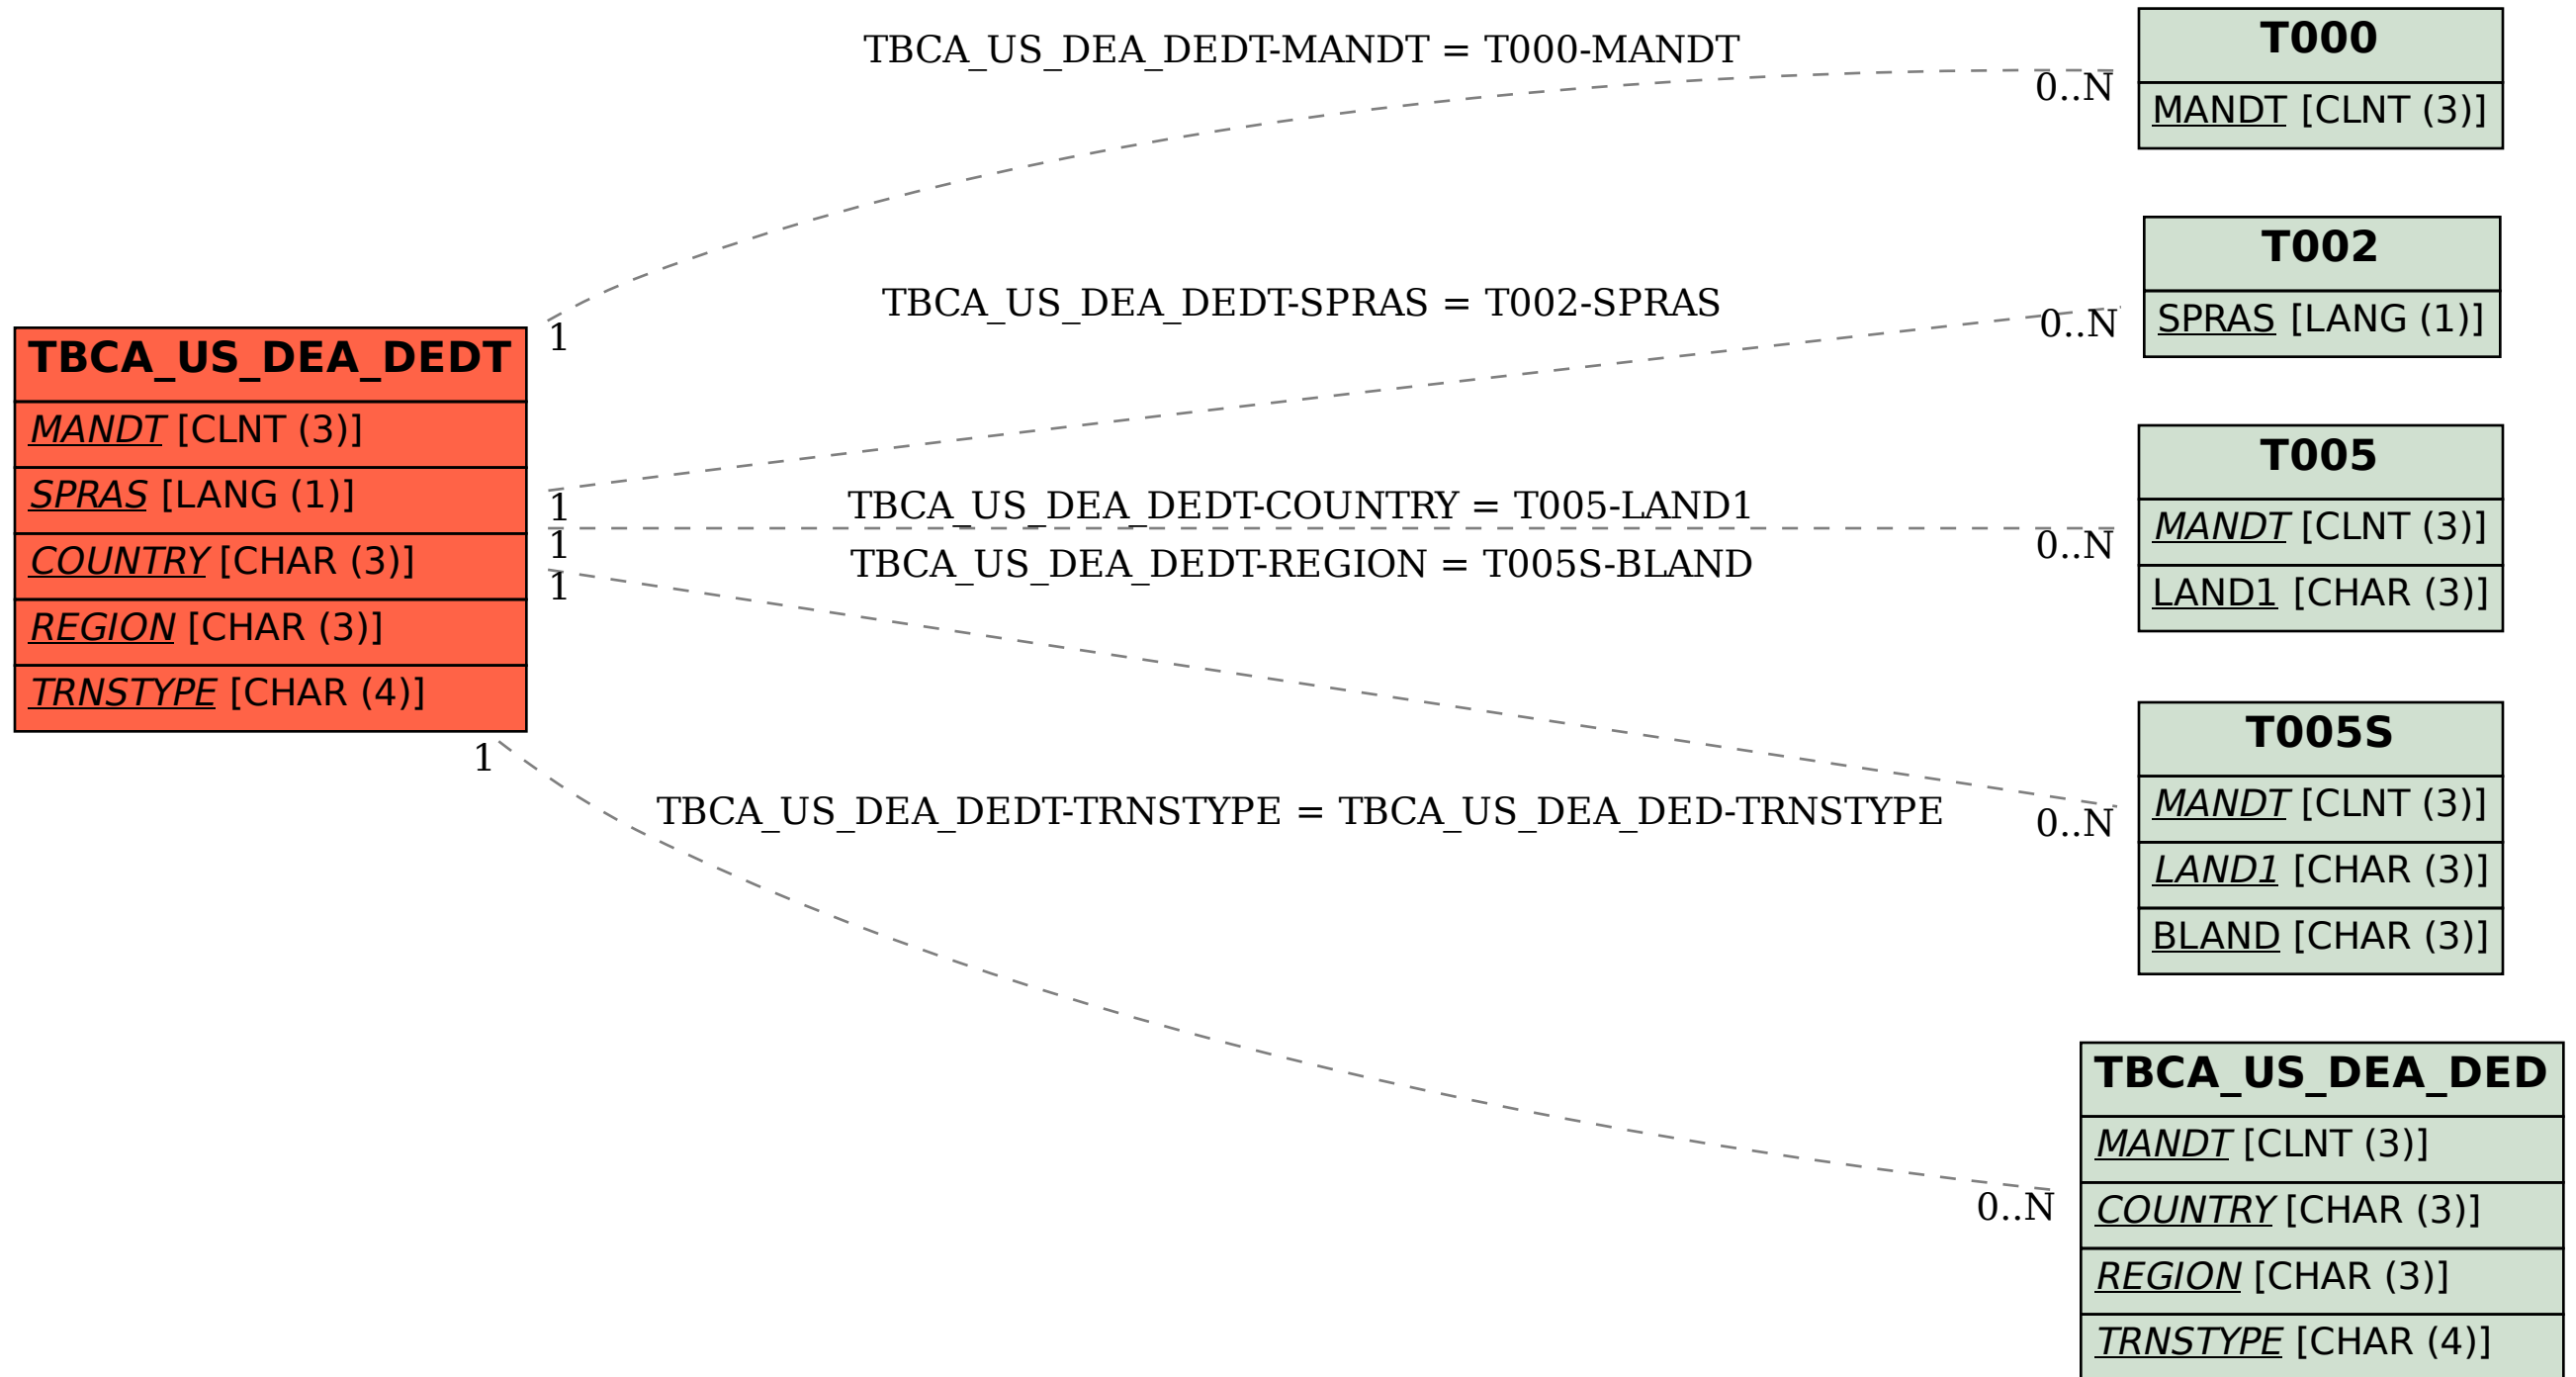 TBCA_US_DEA_DEDT-MANDT = T000-MANDT
0..N
T000
MANDT [CLNT (3)]
TBCA_US_DEA_DEDT-SPRAS = T002-SPRAS
0..N
T002
SPRAS [LANG (1)]
1
TBCA_US_DEA_DEDT
MANDT [CLNT (3)]
SPRAS [LANG (1)]
COUNTRY [CHAR (3)]
REGION [CHAR (3)]
TRNSTYPE [CHAR (4)]
1
1
1
1
TBCA_US_DEA_DEDT-COUNTRY = T005-LAND1
0..N
T005
MANDT [CLNT (3)]
LAND1 [CHAR (3)]
TBCA_US_DEA_DEDT-REGION = T005S-BLAND
0..N
T005S
MANDT [CLNT (3)]
LAND1 [CHAR (3)]
BLAND [CHAR (3)]
TBCA_US_DEA_DEDT-TRNSTYPE = TBCA_US_DEA_DED-TRNSTYPE
0..N
TBCA_US_DEA_DED
MANDT [CLNT (3)]
COUNTRY [CHAR (3)]
REGION [CHAR (3)]
TRNSTYPE [CHAR (4)]